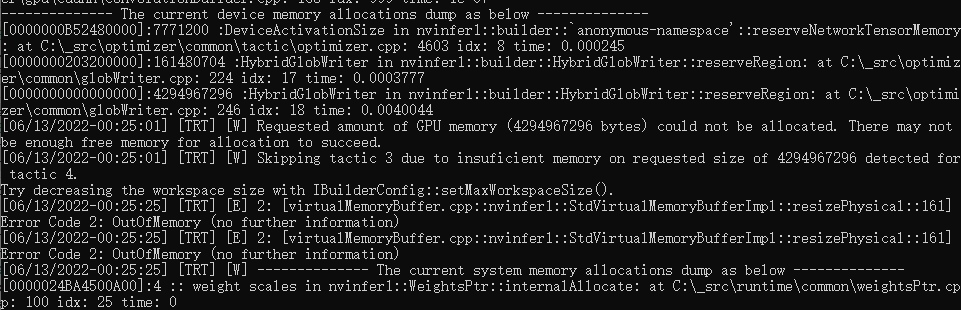 -------------- The current device memory allocations dump as below --------------
[0000000B52480000]:7771200 :DeviceActivationSize in nvinfer1::builder::`anonymous-namespace'::reserveNetworkTensorMemory
: at C:\_src\optimizer\common\tactic\optimizer.cpp: 4603 idx: 8 time: 0.000245
[0000000203200000]:161480704 :HybridGlobWriter in nvinfer1::builder::HybridGlobWriter::reserveRegion: at C:\_src\optimiz
er\common\globWriter.cpp: 224 idx: 17 time: 0.0003777
[0000000000000000]:4294967296 :HybridGlobWriter in nvinfer1::builder::HybridGlobWriter::reserveRegion: at C:\_src\optimi
zer\common\globWriter.cpp: 246 idx: 18 time: 0.0040044
[06/13/2022-00:25:01] [TRT] [W] Requested amount of GPU memory (4294967296 bytes) could not be allocated. There may not
be enough free memory for allocation to succeed.
[06/13/2022-00:25:01] [TRT] [W] Skipping tactic 3 due to insuficient memory on requested size of 4294967296 detected for
 tactic 4.
Try decreasing the workspace size with IBuilderConfig::setMaxWorkspaceSize().
[06/13/2022-00:25:25] [TRT] [E] 2: [virtualMemoryBuffer.cpp::nvinfer1::StdVirtualMemoryBufferImpl::resizePhysical::161]
Error Code 2: OutOfMemory (no further information)
[06/13/2022-00:25:25] [TRT] [E] 2: [virtualMemoryBuffer.cpp::nvinfer1::StdVirtualMemoryBufferImpl::resizePhysical::161]
Error Code 2: OutOfMemory (no further information)
[06/13/2022-00:25:25] [TRT] [W] -------------- The current system memory allocations dump as below --------------
[0000024BA4500A00]:4 :: weight scales in nvinfer1::WeightsPtr::internalAllocate: at C:\_src\runtime\common\weightsPtr.cp
p: 100 idx: 25 time: 0